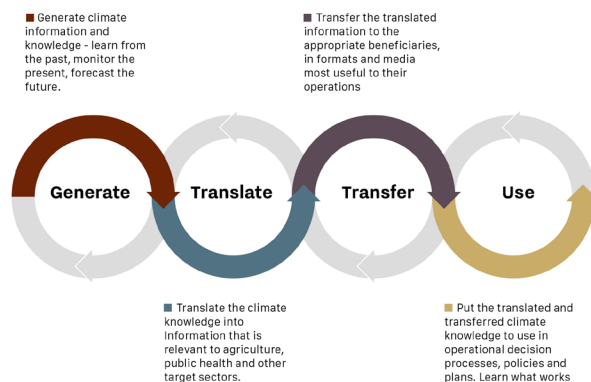 Generate climate
information and
knowledge - learn from
the past, monitor the
present, forecast the
future.
Transfer the translated
information to the
appropriate beneficiaries,
in formats and media
most useful to their
operations
Generate
Translate
Transfer
Use
Translate the climate
knowledge into
Information that is
relevant to agriculture,
public health and other
target sectors.
Put the translated and
transferred climate
knowledge to use in
operational decision
processes, policies and
plans. Learn what works